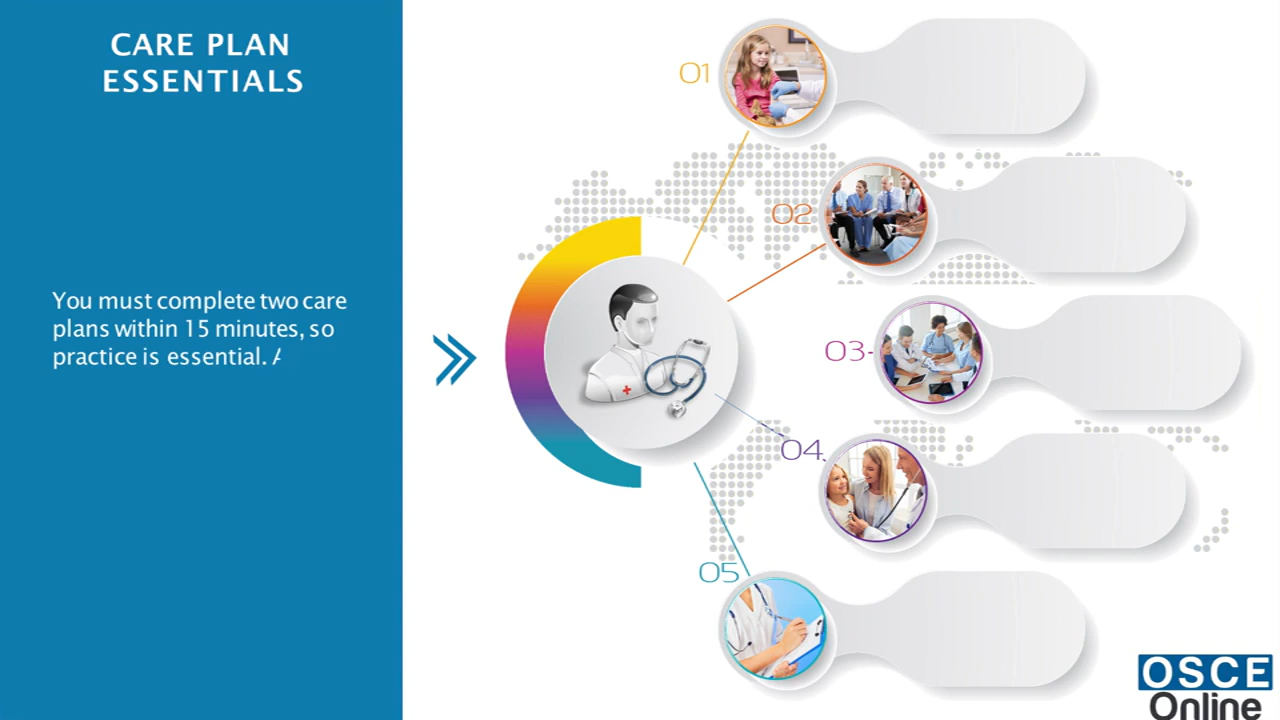 CARE PLAN
ESSENTIALS
You must complete two care
plans within 15 minutes, so
practice is essential. A
01
02
03
04
05
OSCE
Online